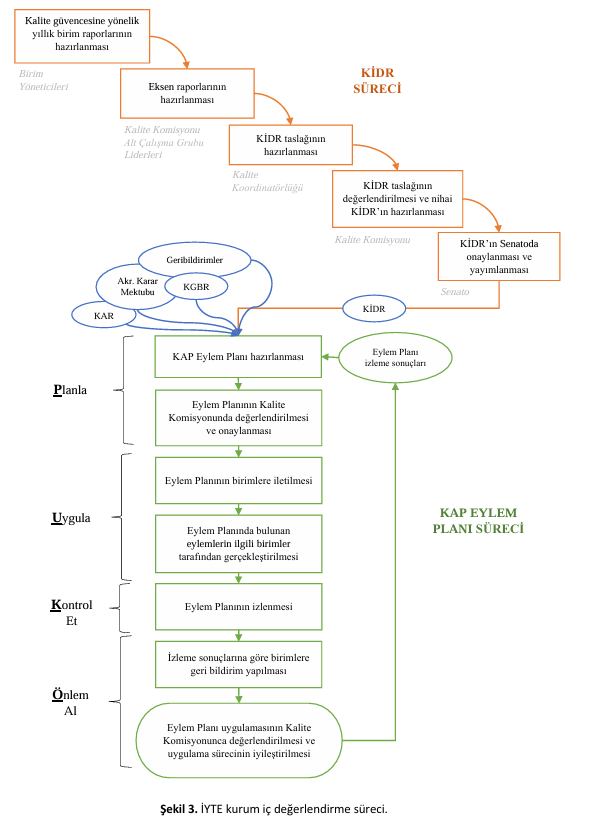 Kalite güvencesine yönelik
yıllık birim raporlarının
hazırlanması
Birim
Yöneticileri
Eksen raporlarının
hazırlanması
Kalite Komisyonu
Alt Çalışma Grubu
Liderleri
KİDR
SÜRECİ
KİDR taslağının
hazırlanması
Kalite
Koordinatörlüğü
KİDR taslağının
değerlendirilmesi ve nihai
KİDR’ın hazırlanması
Kalite Komisyonu
KİDR’ın Senatoda
onaylanması ve
yayımlanması
Senato
Geribildirimler
Akr. Karar
Mektubu
KGBR
KAR
KİDR
KAP Eylem Planı hazırlanması
Eylem Planı
izleme sonuçları
Planla
Eylem Planının Kalite
Komisyonunda değerlendirilmesi
ve onaylanması
Eylem Planının birimlere iletilmesi
Uygula
Eylem Planında bulunan
eylemlerin ilgili birimler
tarafından gerçekleştirilmesi
KAP EYLEM
PLANI SÜRECİ
Kontrol
Et
Eylem Planının izlenmesi
İzleme sonuçlarına göre birimlere
geri bildirim yapılması
Önlem
Al
Eylem Planı uygulamasının Kalite
Komisyonunca değerlendirilmesi ve
uygulama sürecinin iyileştirilmesi
Şekil 3. İYTE kurum iç değerlendirme süreci.